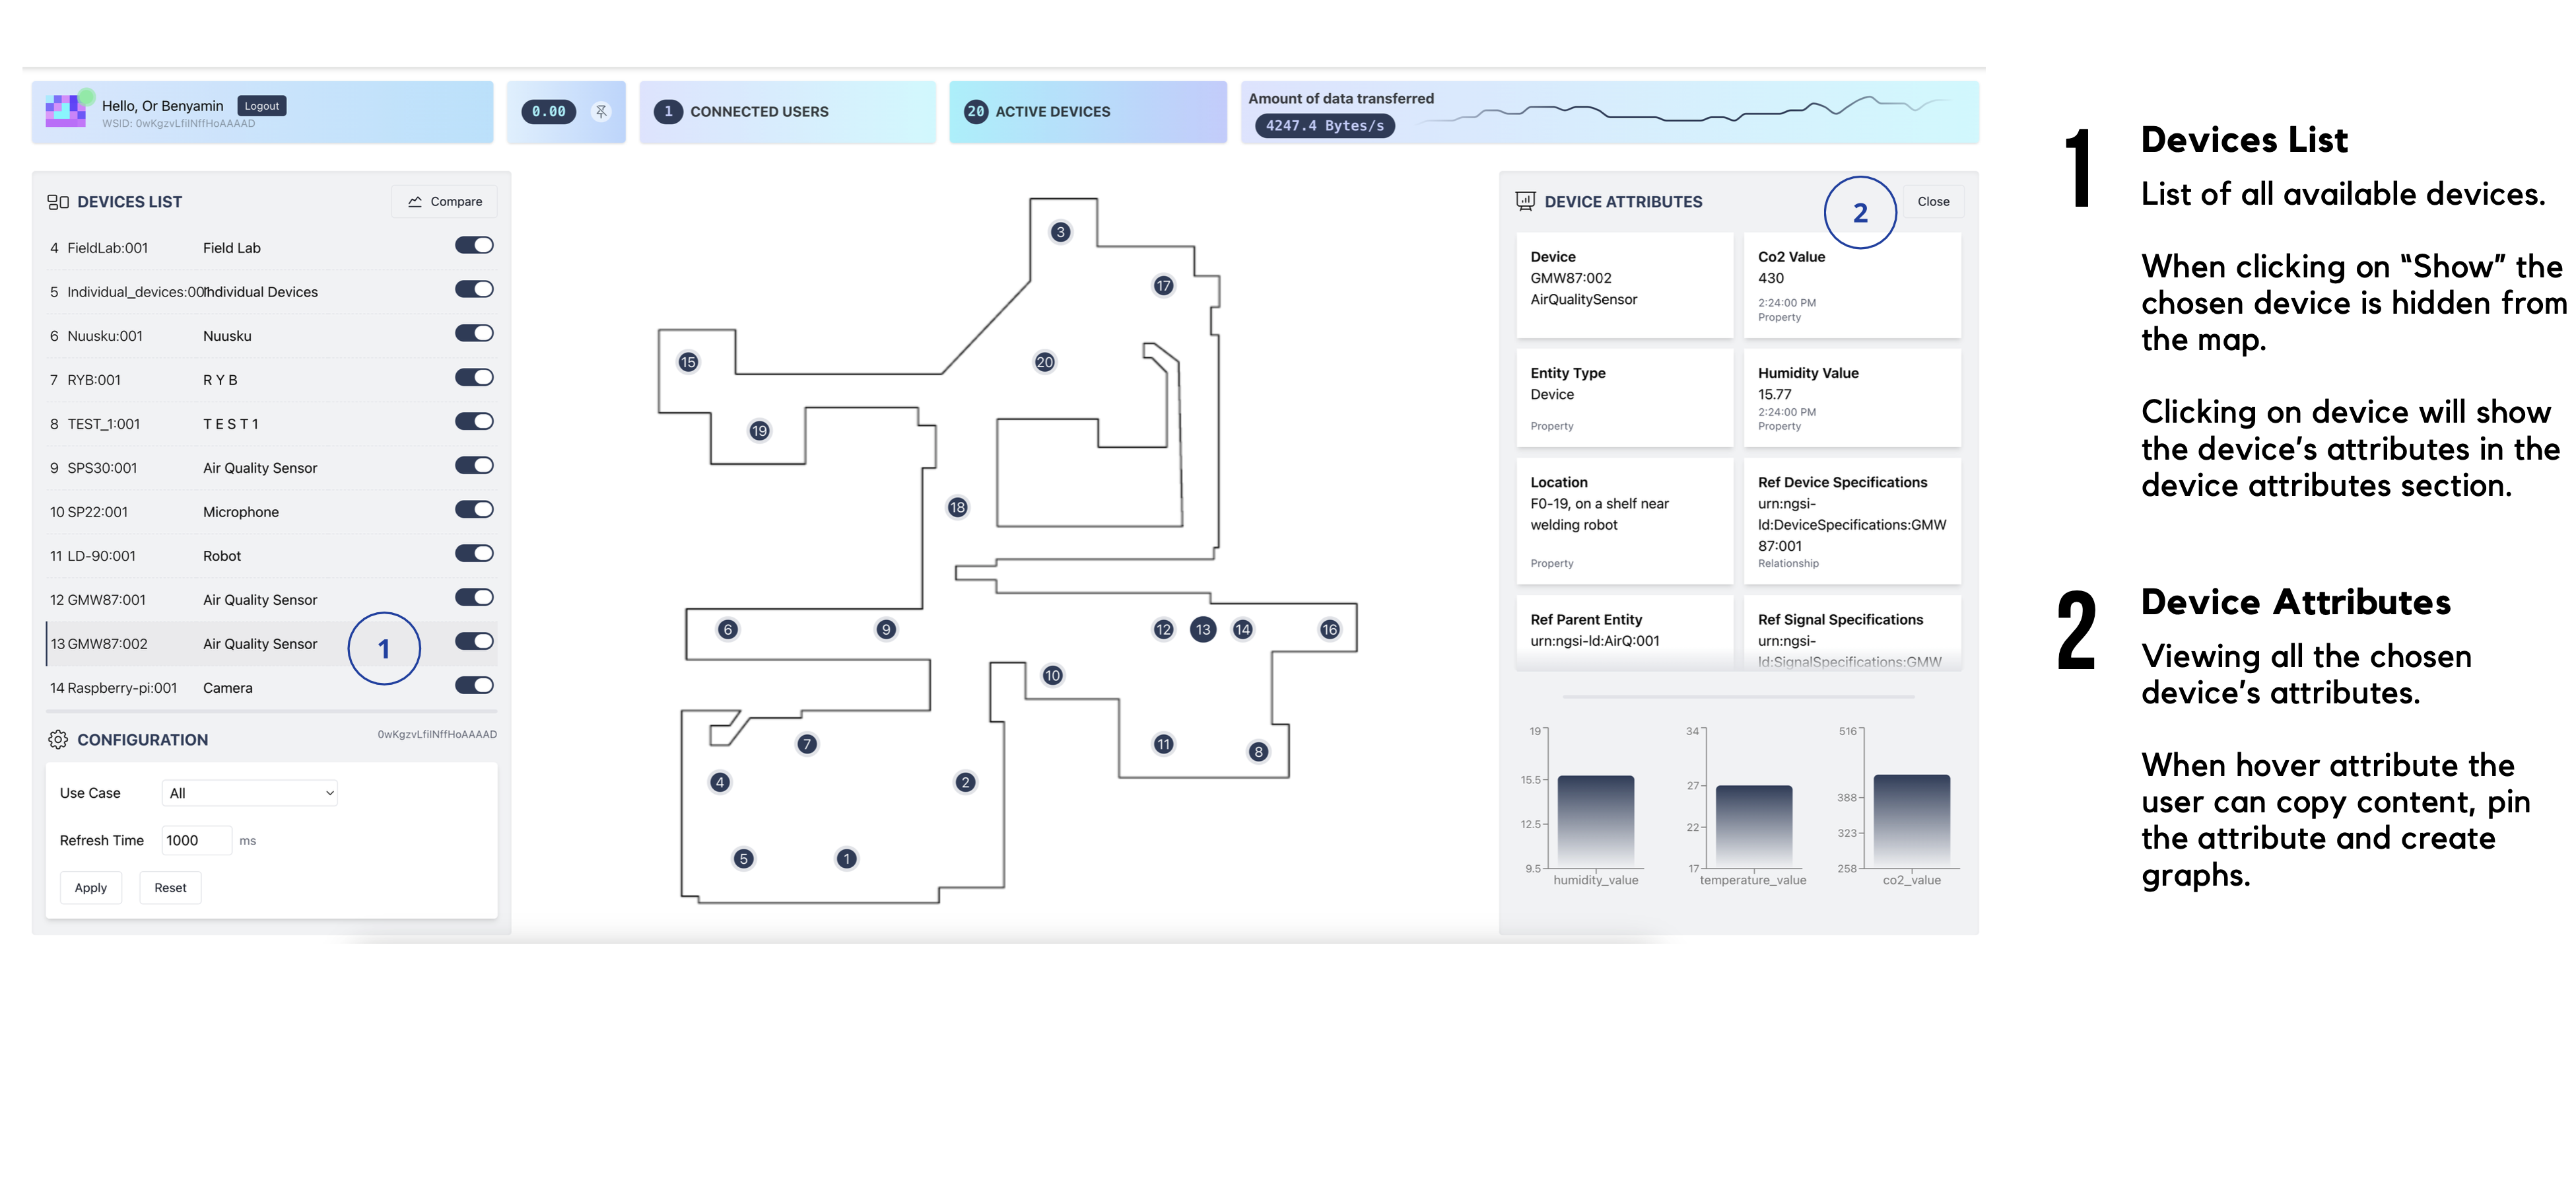 Hello, Or Benyamin
Logout
WSID: 0wKgzvLfilNffHoAAAAD
0.00
1 CONNECTED USERS
20 ACTIVE DEVICES
Amount of data transferred
4247.4 Bytes/s
DEVICES LIST
Compare
4 FieldLab:001 Field Lab
5 Individual_devices:001 Individual Devices
6 Nuusku:001 Nuusku
7 RYB:001 R Y B
8 TEST_1:001 T E S T 1
9 SPS30:001 Air Quality Sensor
10 SP22:001 Microphone
11 LD-90:001 Robot
12 GMW87:001 Air Quality Sensor
13 GMW87:002 Air Quality Sensor
1
14 Raspberry-pi:001 Camera
CONFIGURATION
0wKgzvLfilNffHoAAAAD
Use Case All
Refresh Time 1000 ms
Apply Reset
3
17
15
20
19
18
6 9 12 13 14 16
10
7 11 8
4 2
5 1
DEVICE ATTRIBUTES
2
Close
Device
GMW87:002
AirQualitySensor
Co2 Value
430
2:24:00 PM
Property
Entity Type
Device
Property
Humidity Value
15.77
2:24:00 PM
Property
Location
F0-19, on a shelf near
welding robot
Property
Ref Device Specifications
urn:ngsi-
ld:DeviceSpecifications:GMW
87:001
Relationship
Ref Parent Entity
urn:ngsi-ld:AirQ:001
Ref Signal Specifications
urn:ngsi-
ld:SignalSpecifications:GMW
19
15.5
12.5
9.5
humidity_value
34
27
22
17
temperature_value
516
388
323
258
co2_value
1
Devices List
List of all available devices.
When clicking on “Show” the
chosen device is hidden from
the map.
Clicking on device will show
the device’s attributes in the
device attributes section.
2
Device Attributes
Viewing all the chosen
device’s attributes.
When hover attribute the
user can copy content, pin
the attribute and create
graphs.